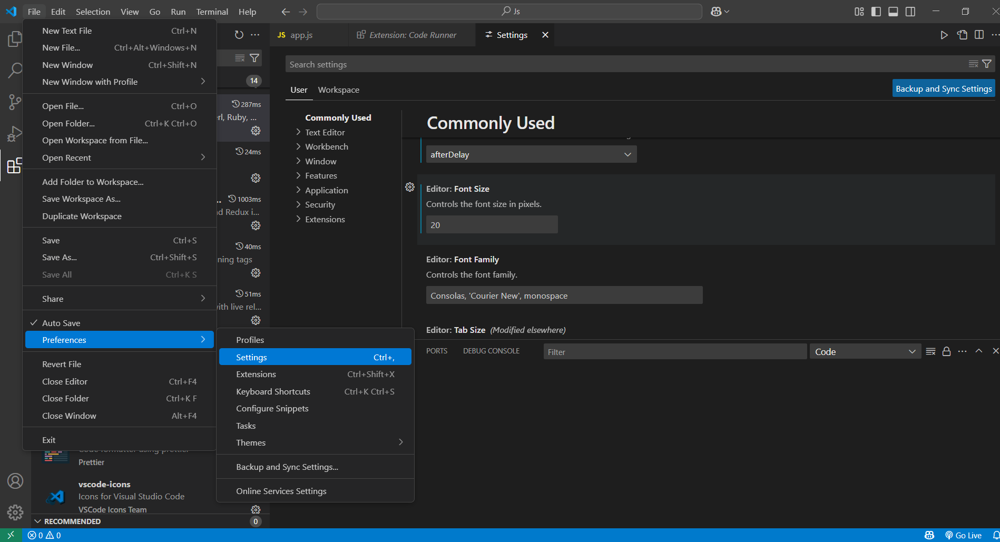 File Edit Selection View Go Run Terminal Help
Js
New Text File Ctrl+N
New File... Ctrl+Alt+Windows+N
New Window Ctrl+Shift+N
New Window with Profile
Open File... Ctrl+O
Open Folder... Ctrl+K Ctrl+O
Open Workspace from File...
Open Recent
Add Folder to Workspace...
Save Workspace As...
Duplicate Workspace
Save Ctrl+S
Save As... Ctrl+Shift+S
Save All Ctrl+K S
Share
Auto Save
Preferences
Revert File
Close Editor Ctrl+F4
Close Folder Ctrl+K F
Close Window Alt+F4
Exit
Profiles
Settings Ctrl+,
Extensions Ctrl+Shift+X
Keyboard Shortcuts Ctrl+K Ctrl+S
Configure Snippets
Tasks
Themes
Backup and Sync Settings...
Online Services Settings
14
287ms
rl, Ruby, ...
24ms
... 1003ms
d Redux i...
40ms
ning tags
51ms
ith live rel...
Code formatter using prettier
Prettier
vscode-icons
Icons for Visual Studio Code
VSCode Icons Team
RECOMMENDED 0
JS app.js
Extension: Code Runner
Settings
Search settings
User Workspace
Backup and Sync Settings
Commonly Used
Text Editor
Workbench
Window
Features
Application
Security
Extensions
Commonly Used
afterDelay
Editor: Font Size
Controls the font size in pixels.
20
Editor: Font Family
Controls the font family.
Consolas, 'Courier New', monospace
Editor: Tab Size (Modified elsewhere)
PORTS DEBUG CONSOLE
Filter
Code
0 0
Go Live